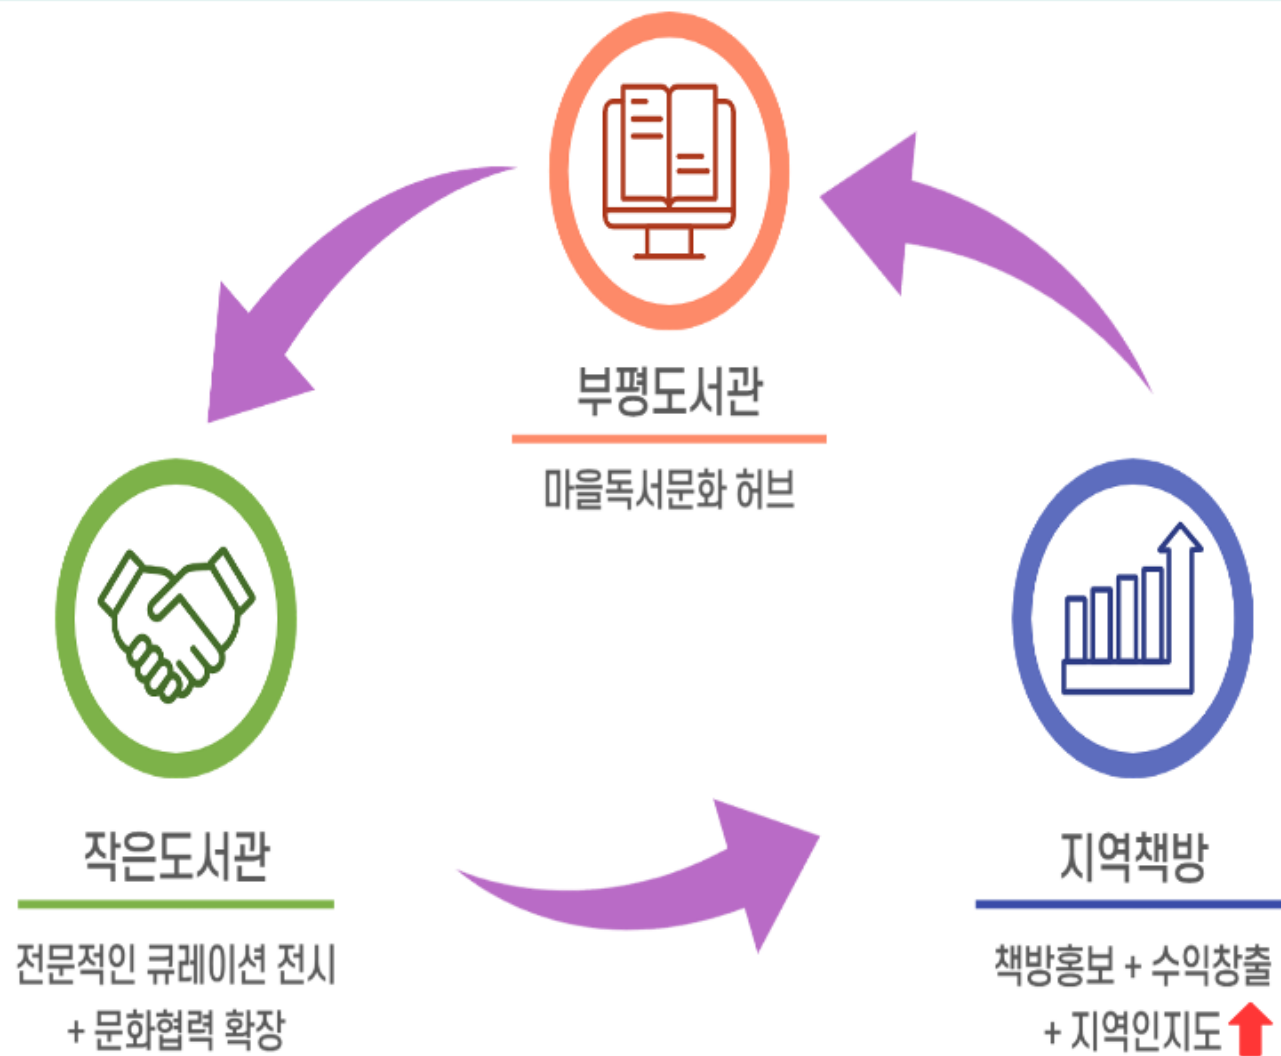 부평도서관
마을독서문화 허브
작은도서관
전문적인 큐레이션 전시
+ 문화협력 확장
지역책방
책방홍보 + 수익창출
+ 지역인지도